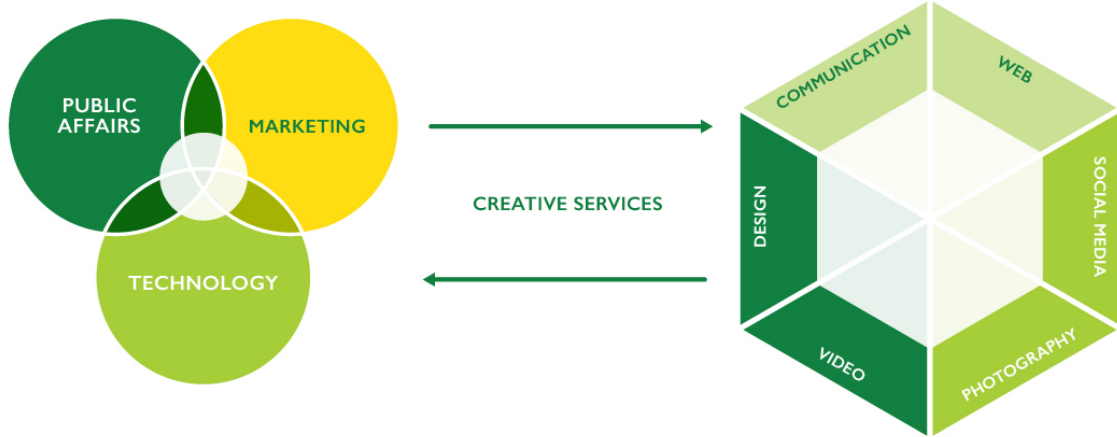 PUBLIC
AFFAIRS
MARKETING
TECHNOLOGY
CREATIVE SERVICES
COMMUNICATION
WEB
SOCIAL MEDIA
PHOTOGRAPHY
VIDEO
DESIGN